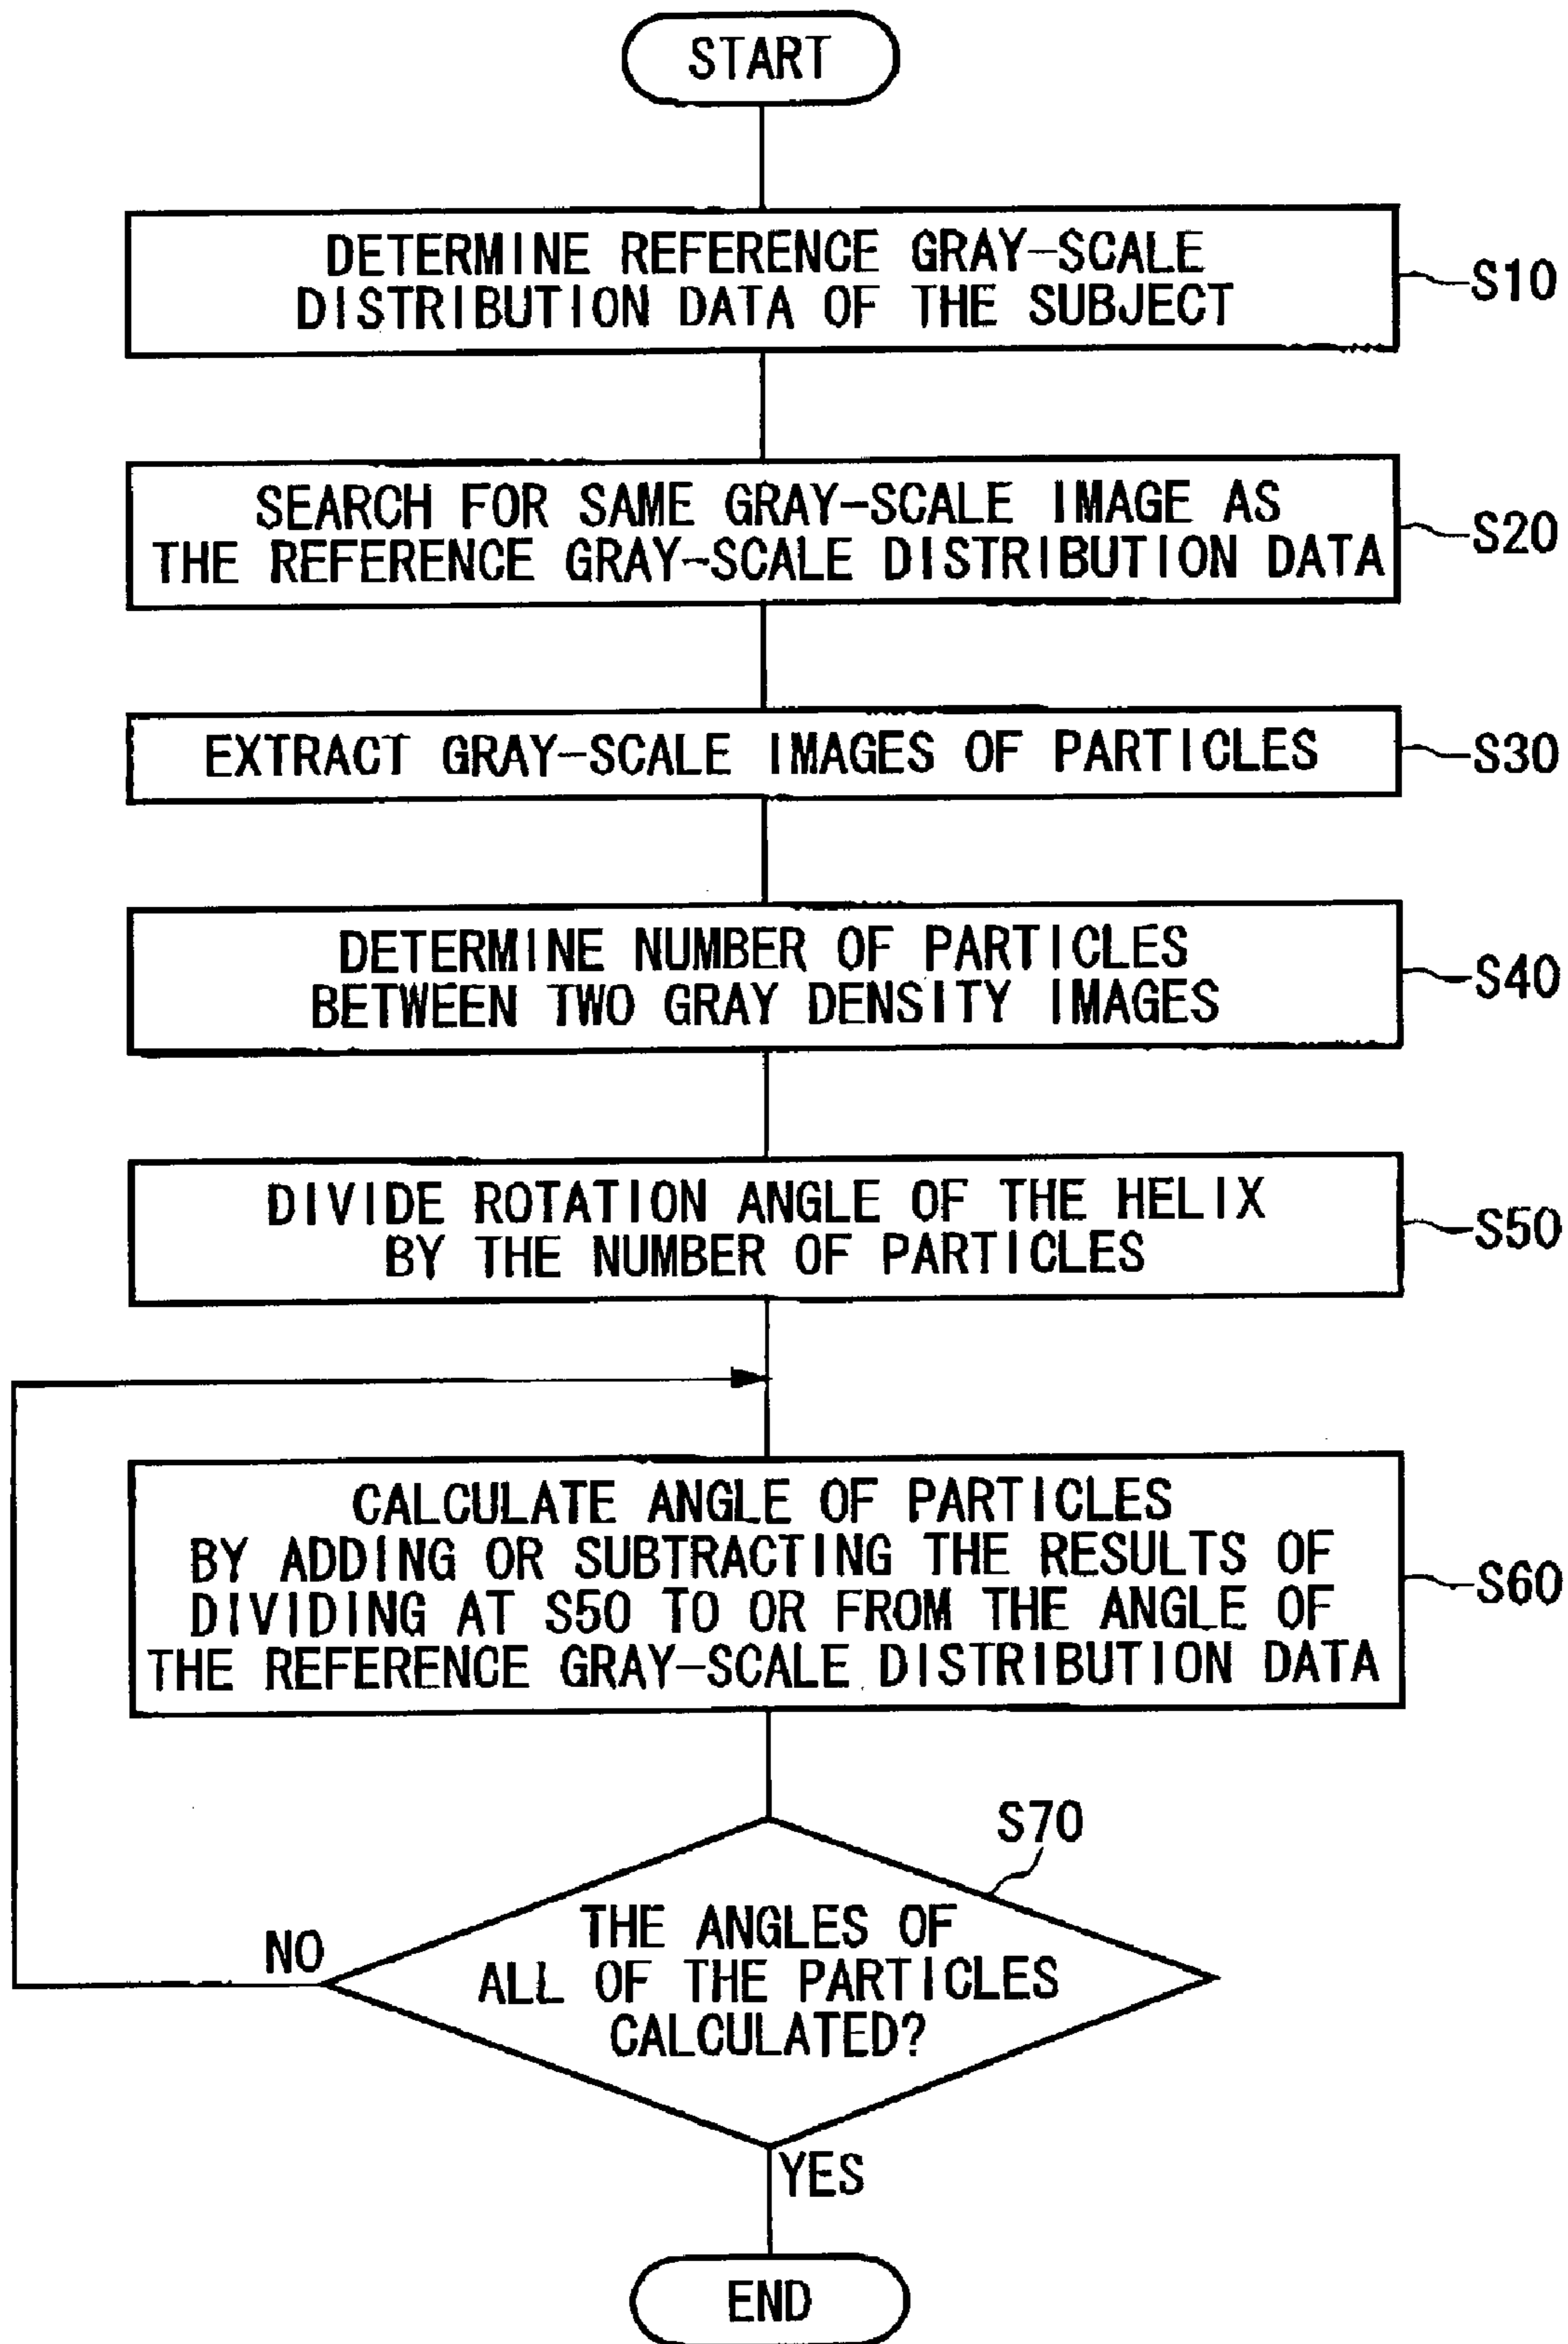 START
DETERMINE REFERENCE GRAY-SCALE
DISTRIBUTION DATA OF THE SUBJECT
S10
SEARCH FOR SAME GRAY-SCALE IMAGE AS
THE REFERENCE GRAY-SCALE DISTRIBUTION DATA
S20
EXTRACT GRAY-SCALE IMAGES OF PARTICLES
S30
DETERMINE NUMBER OF PARTICLES
BETWEEN TWO GRAY DENSITY IMAGES
S40
DIVIDE ROTATION ANGLE OF THE HELIX
BY THE NUMBER OF PARTICLES
S50
CALCULATE ANGLE OF PARTICLES
BY ADDING OR SUBTRACTING THE RESULTS OF
DIVIDING AT S50 TO OR FROM THE ANGLE OF
THE REFERENCE GRAY-SCALE DISTRIBUTION DATA
S60
S70
THE ANGLES OF
ALL OF THE PARTICLES
CALCULATED?
NO
YES
END